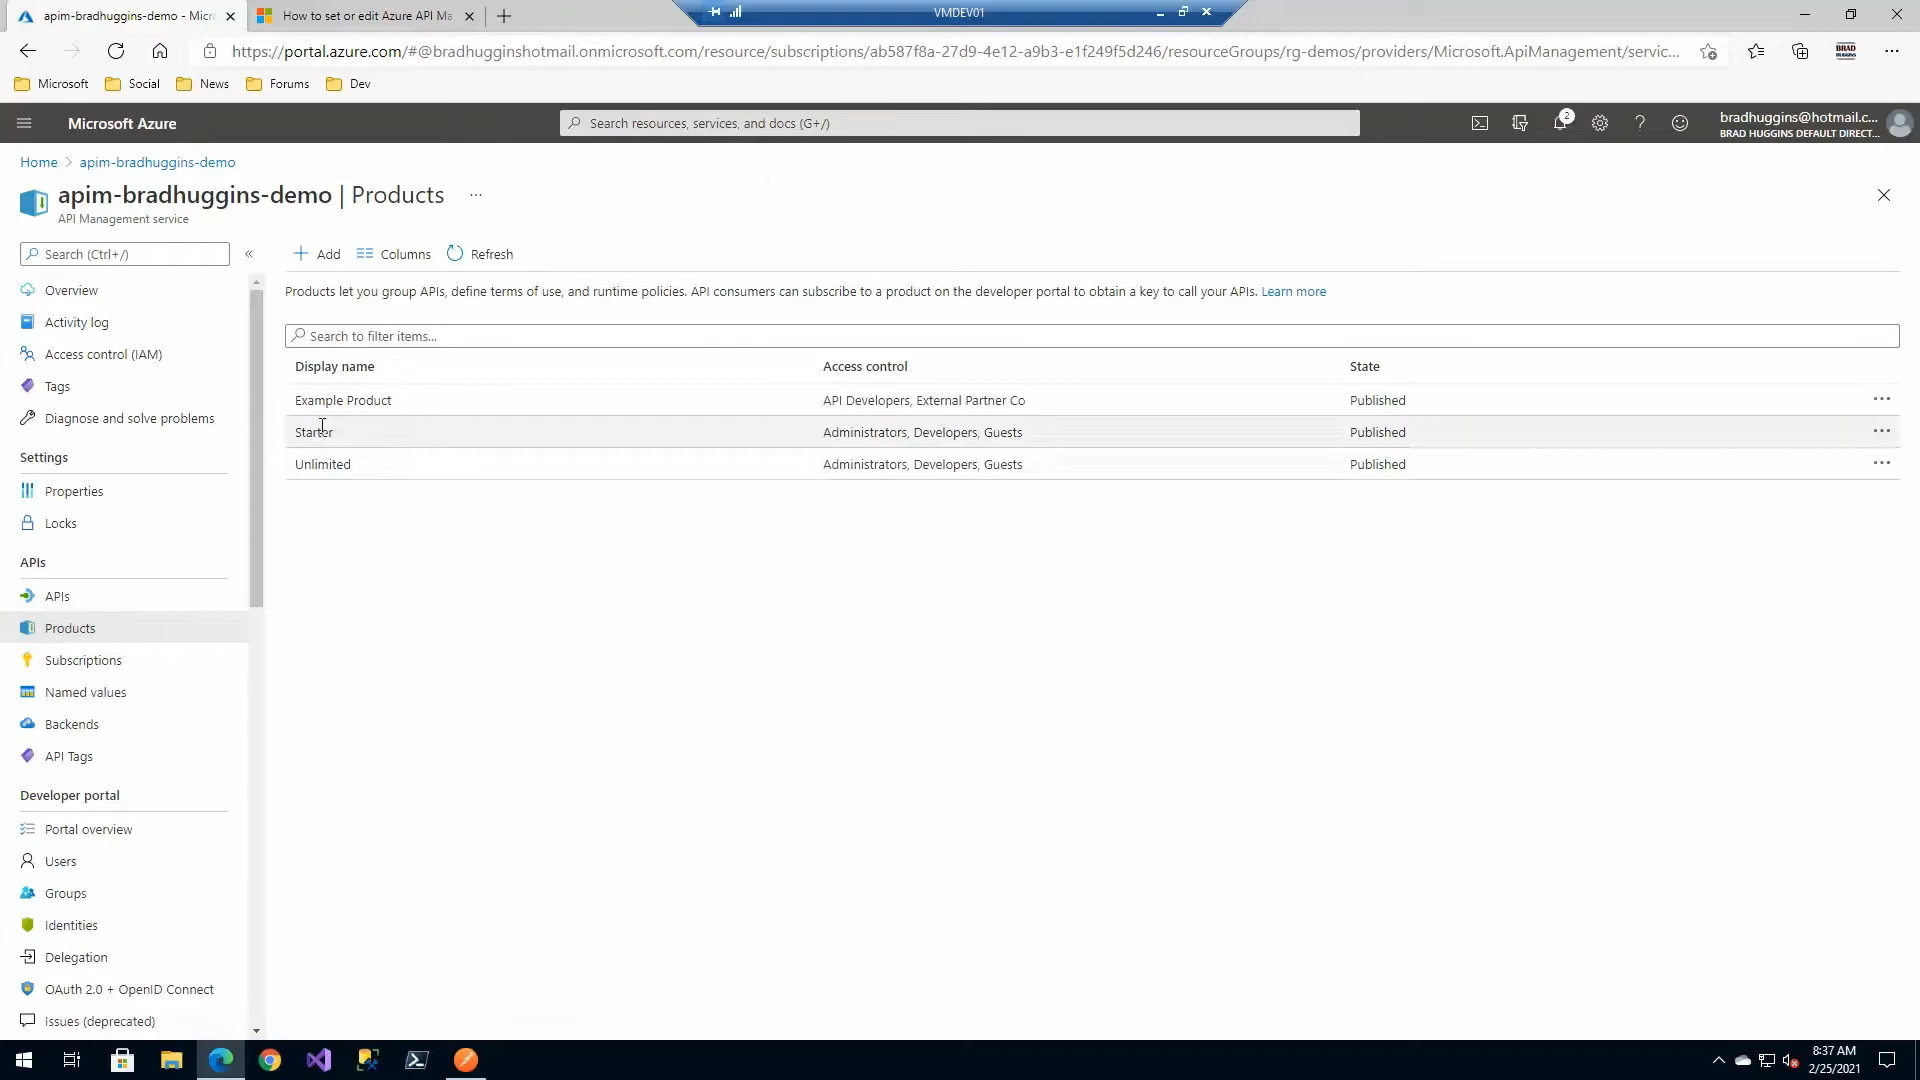 apim-bradhuggins-demo - Micr
How to set or edit Azure API Ma
VMDEV01
https://portal.azure.com/#@bradhugginshotmail.onmicrosoft.com/resource/subscriptions/ab587f8a-27d9-4e12-a9b3-e1f249f5d246/resourceGroups/rg-demos/providers/Microsoft.ApiManagement/servic...
BRAD
HUGGINS
Microsoft
Social
News
Forums
Dev
Microsoft Azure
Search resources, services, and docs (G+/)
2
bradhuggins@hotmail.c...
BRAD HUGGINS DEFAULT DIRECT...
Home > apim-bradhuggins-demo
apim-bradhuggins-demo | Products ...
API Management service
Search (Ctrl+/)
«
Add
Columns
Refresh
Overview
Activity log
Access control (IAM)
Tags
Diagnose and solve problems
Settings
Properties
Locks
APIs
APIs
Products
Subscriptions
Named values
Backends
API Tags
Developer portal
Portal overview
Users
Groups
Identities
Delegation
OAuth 2.0 + OpenID Connect
Issues (deprecated)
Products let you group APIs, define terms of use, and runtime policies. API consumers can subscribe to a product on the developer portal to obtain a key to call your APIs. Learn more
Search to filter items...
Display name Access control State
Example Product API Developers, External Partner Co Published ...
Starter Administrators, Developers, Guests Published ...
Unlimited Administrators, Developers, Guests Published ...
8:37 AM
2/25/2021